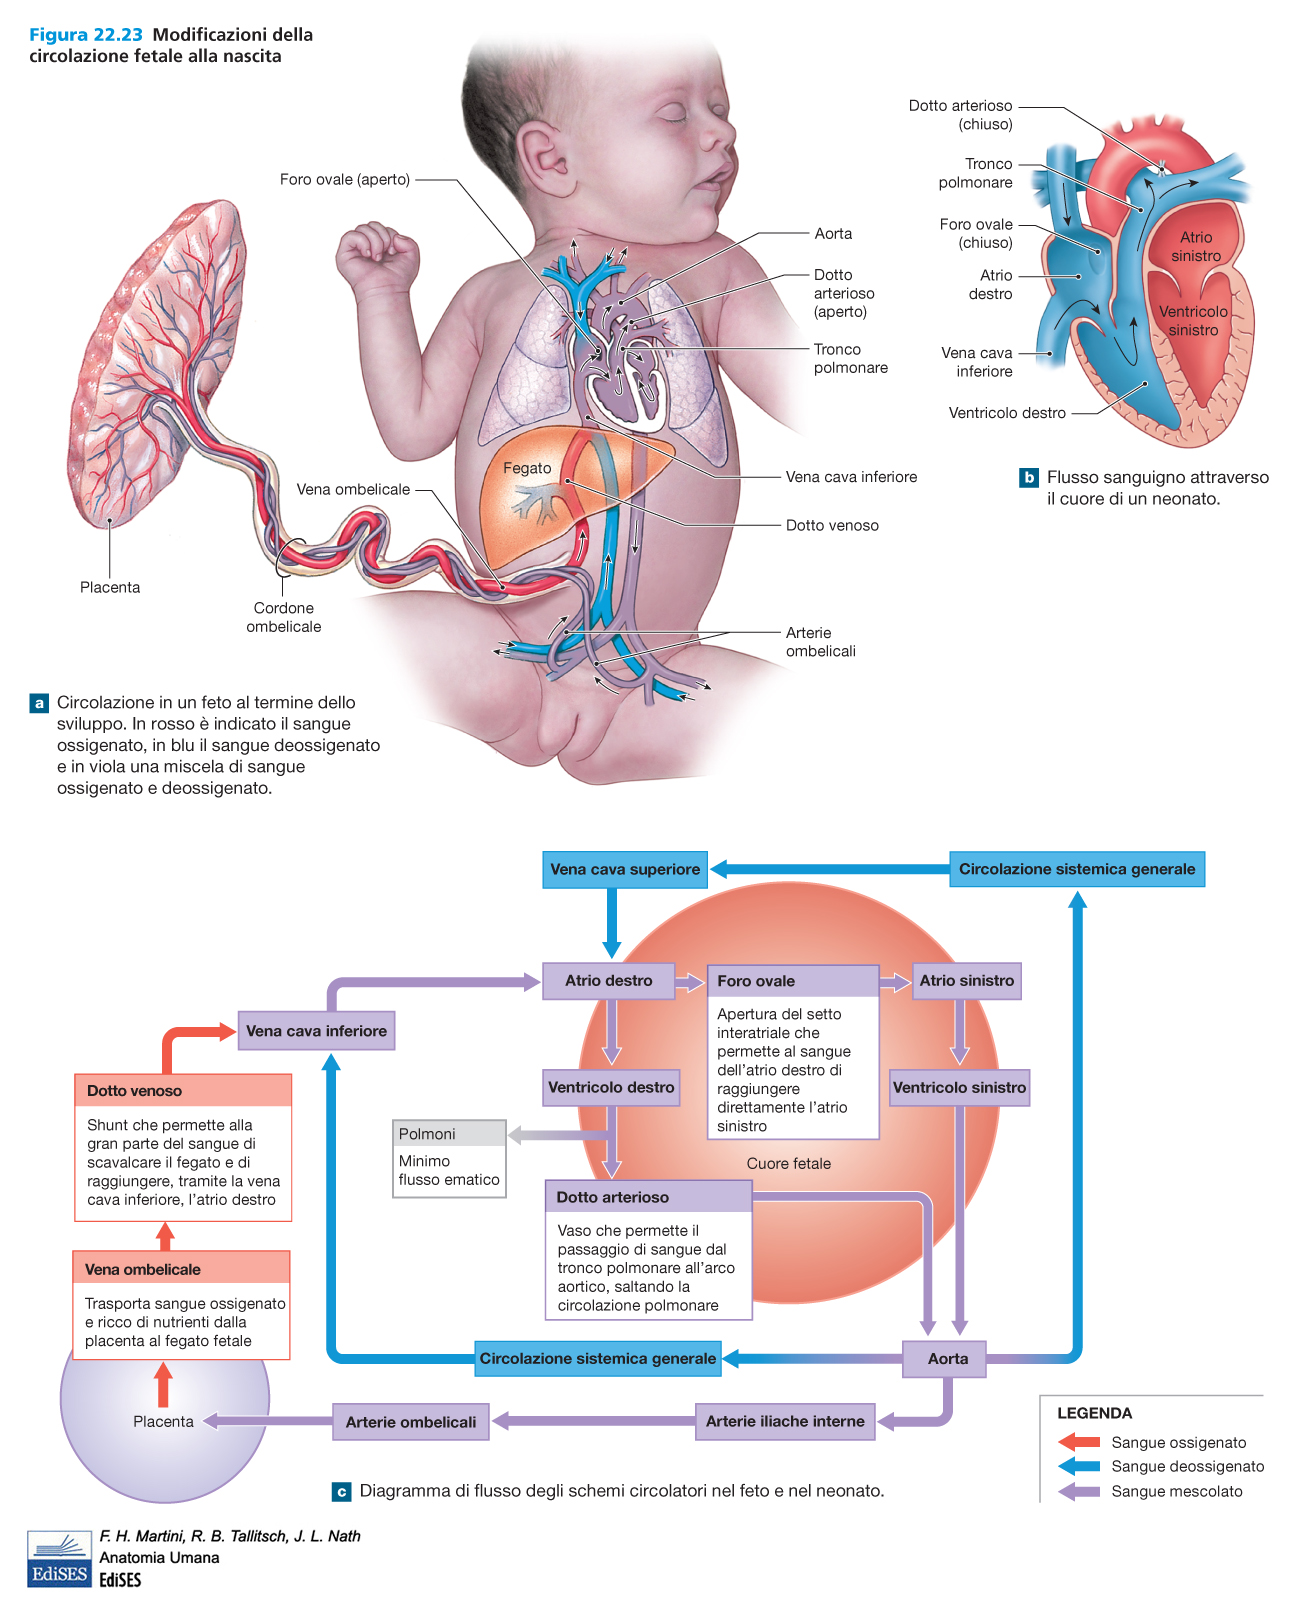 Figura 22.23 Modificazioni della
circolazione fetale alla nascita
Foro ovale (aperto)
Aorta
Dotto
arterioso
(aperto)
Tronco
polmonare
Fegato
Vena cava inferiore
Vena ombelicale
Dotto venoso
Placenta
Cordone
ombelicale
Arterie
ombelicali
a Circolazione in un feto al termine dello
sviluppo. In rosso è indicato il sangue
ossigenato, in blu il sangue deossigenato
e in viola una miscela di sangue
ossigenato e deossigenato.
Dotto arterioso
(chiuso)
Tronco
polmonare
Foro ovale
(chiuso)
Atrio
destro
Atrio
sinistro
Ventricolo
sinistro
Vena cava
inferiore
Ventricolo destro
b Flusso sanguigno attraverso
il cuore di un neonato.
Vena cava superiore
Circolazione sistemica generale
Atrio destro
Foro ovale
Apertura del setto
interatriale che
permette al sangue
dell'atrio destro di
raggiungere
direttamente l'atrio
sinistro
Atrio sinistro
Vena cava inferiore
Dotto venoso
Shunt che permette alla
gran parte del sangue di
scavalcare il fegato e di
raggiungere, tramite la vena
cava inferiore, l'atrio destro
Ventricolo destro
Ventricolo sinistro
Polmoni
Minimo
flusso ematico
Cuore fetale
Dotto arterioso
Vaso che permette il
passaggio di sangue dal
tronco polmonare all'arco
aortico, saltando la
circolazione polmonare
Vena ombelicale
Trasporta sangue ossigenato
e ricco di nutrienti dalla
placenta al fegato fetale
Circolazione sistemica generale
Aorta
Placenta
Arterie ombelicali
Arterie iliache interne
LEGENDA
Sangue ossigenato
Sangue deossigenato
Sangue mescolato
c Diagramma di flusso degli schemi circolatori nel feto e nel neonato.
EdiSES
F. H. Martini, R. B. Tallitsch, J. L. Nath
Anatomia Umana
EdiSES